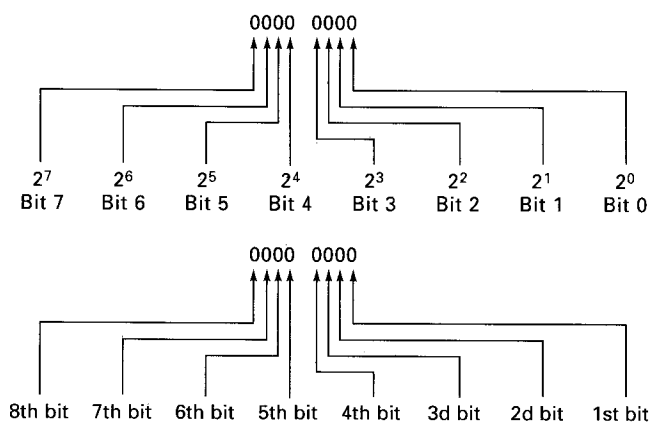 0000 0000
2⁷ 2⁶ 2⁵ 2⁴ 2³ 2² 2¹ 2⁰
Bit 7 Bit 6 Bit 5 Bit 4 Bit 3 Bit 2 Bit 1 Bit 0
0000 0000
8th bit 7th bit 6th bit 5th bit 4th bit 3d bit 2d bit 1st bit